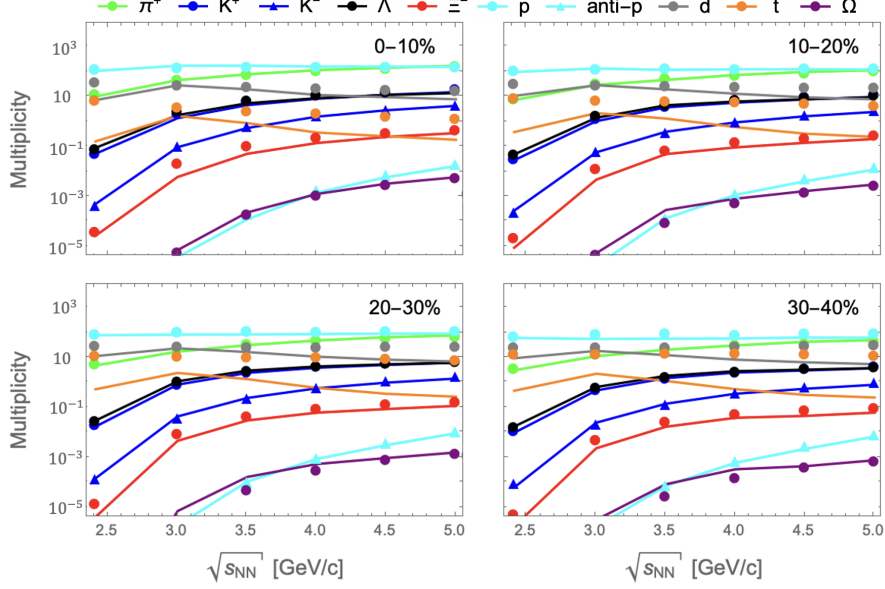 π⁺ K⁺ K⁻ Λ Ξ⁻ p anti-p d t Ω
0-10%
10-20%
Multiplicity
10³
10
10⁻¹
10⁻³
10⁻⁵
20-30%
30-40%
Multiplicity
10³
10
10⁻¹
10⁻³
10⁻⁵
2.5 3.0 3.5 4.0 4.5 5.0
2.5 3.0 3.5 4.0 4.5 5.0
√sNN [GeV/c]
√sNN [GeV/c]